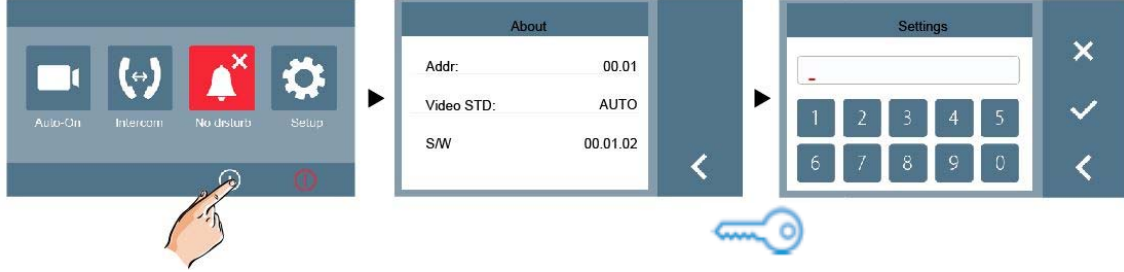 Auto-On
Intercom
No disturb
Setup
About
Addr: 00.01
Video STD: AUTO
S/W 00.01.02
Settings
1 2 3 4 5
6 7 8 9 0